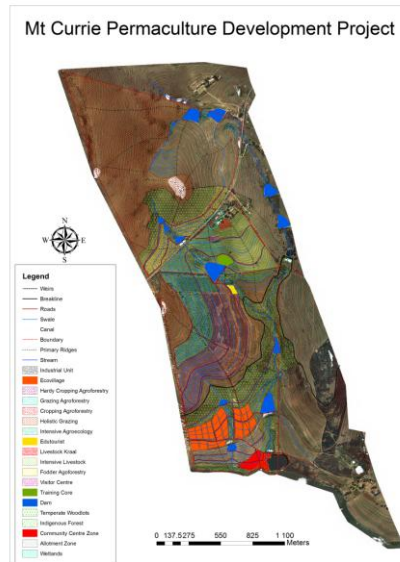 Mt Currie Permaculture Development Project
N
W E
S
Legend
Weirs
Breakline
Roads
Swale
Canal
Boundary
Primary Ridges
Stream
Industrial Unit
Ecovillage
Hardy Cropping Agroforestry
Grazing Agroforestry
Cropping Agroforestry
Holistic Grazing
Intensive Agroecology
Edutourist
Livestock Kraal
Intensive Livestock
Fodder Agoforestry
Visitor Centre
Training Core
Dam
Temperate Woodlots
Indigenous Forest
Community Centre Zone
Allotment Zone
Wetlands
0 137.5275 550 825 1 100
Meters